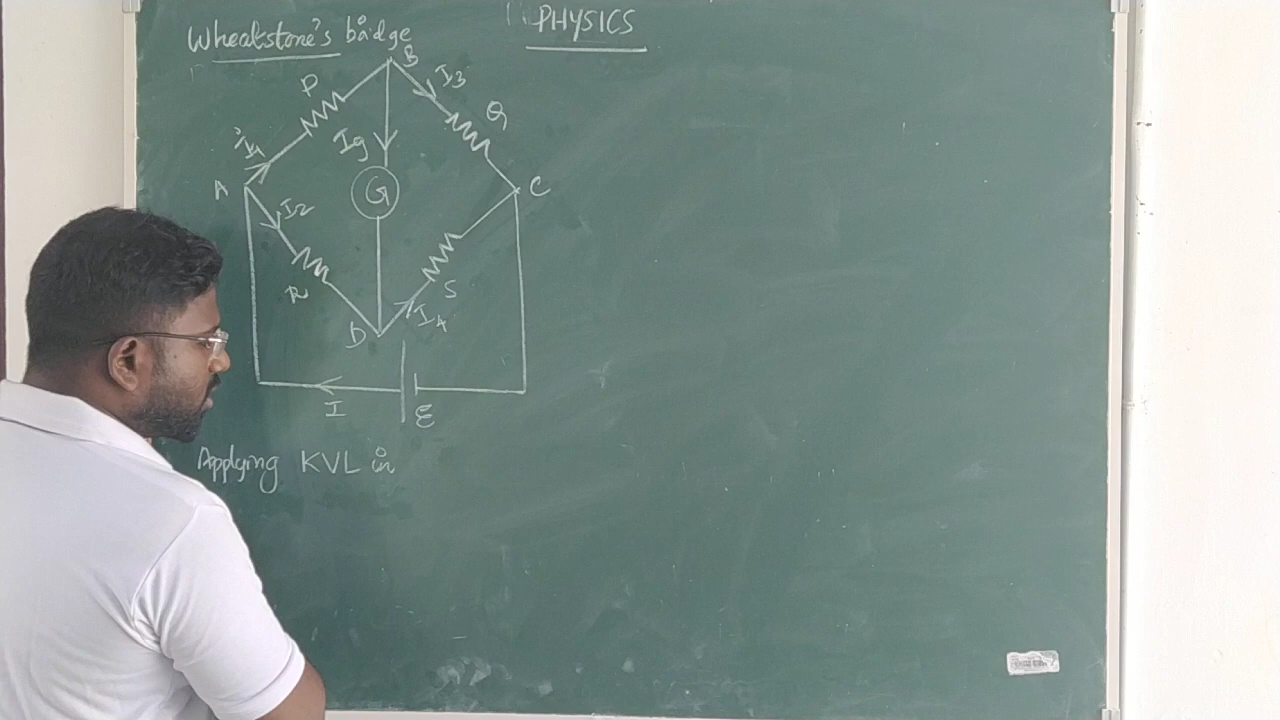 PHYSICS
Wheatstone's bridge
B
P
I3
Q
I1
Ig
A
G
C
I2
R
S
D
I4
I
E
Applying KVL in